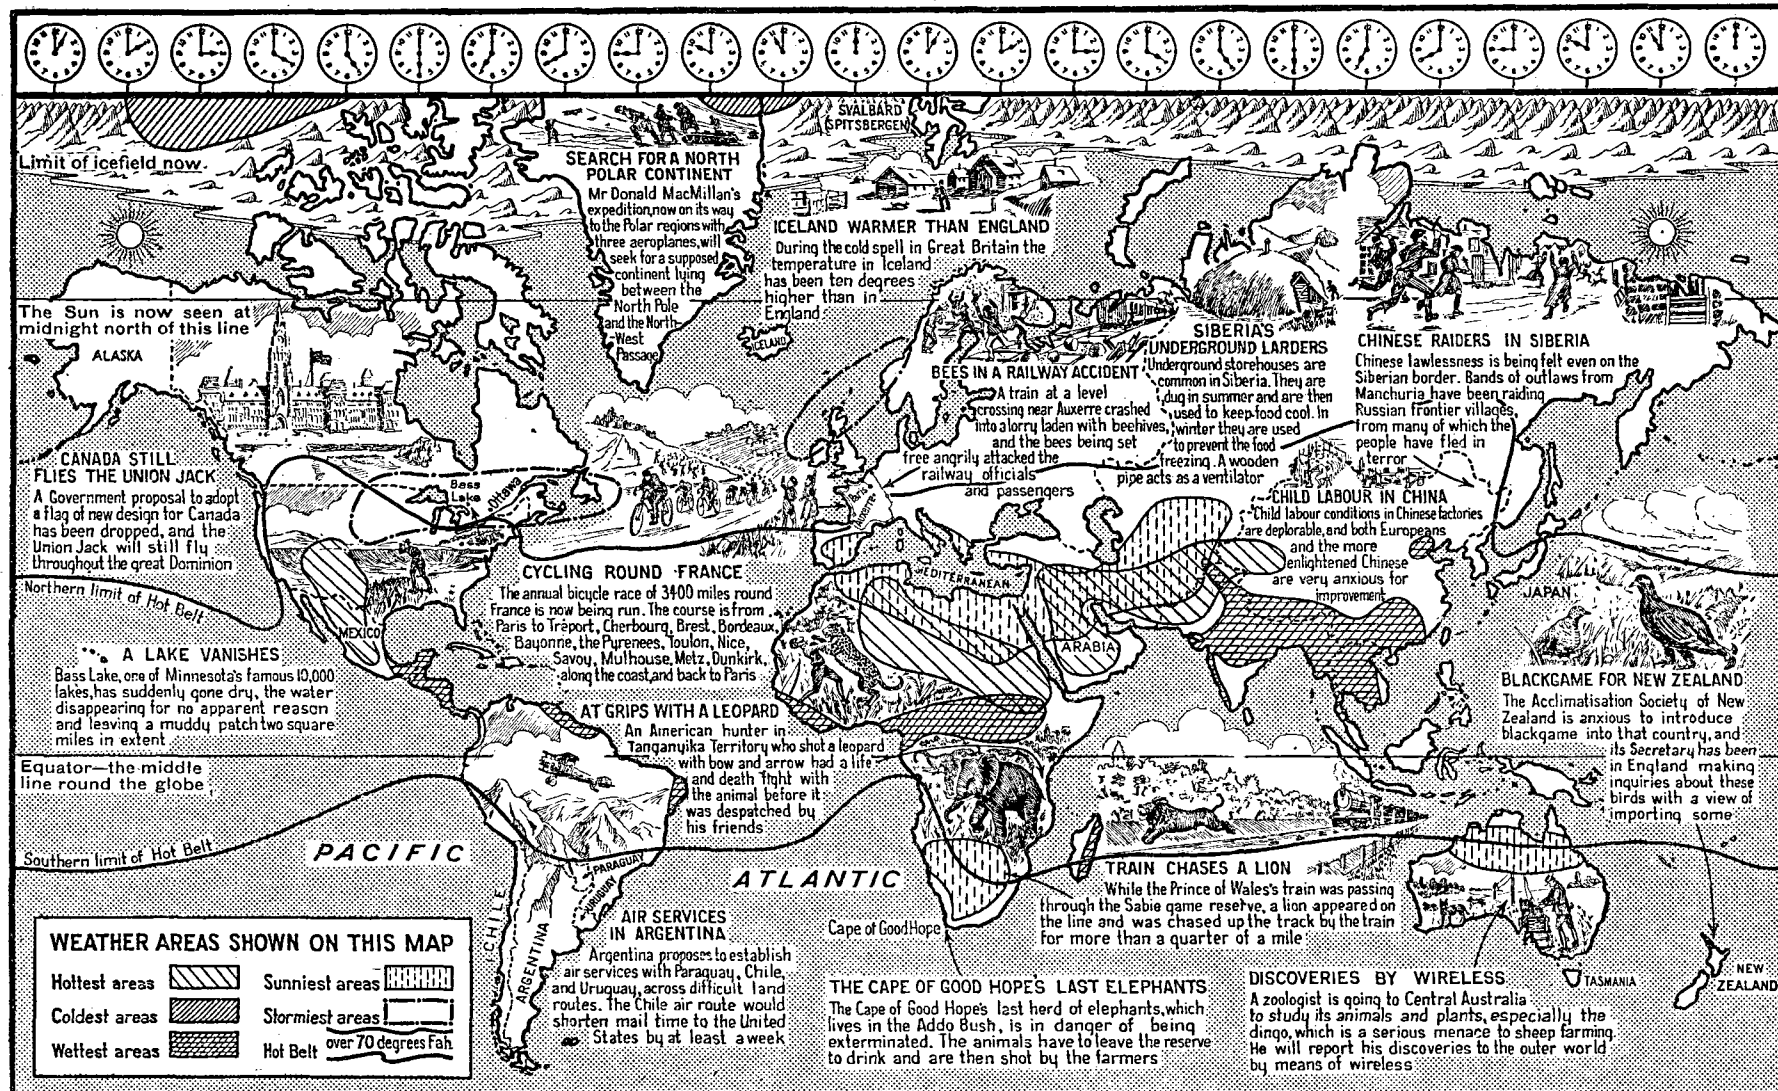 SVALBARD
(SPITSBERGEN)
Limit of icefield now.
SEARCH FOR A NORTH
POLAR CONTINENT
Mr Donald MacMillan's
expedition, now on its way
to the Polar regions with
three aeroplanes, will
seek for a supposed
continent lying
between the
North Pole
and the North-
West
Passage
ICELAND WARMER THAN ENGLAND
During the cold spell in Great Britain the
temperature in Iceland
has been ten degrees
higher than in
England
The Sun is now seen at
midnight north of this line
ALASKA
ICELAND
SIBERIA'S
UNDERGROUND LARDERS
Underground storehouses are
common in Siberia. They are
dug in summer and are then
used to keep food cool. In
winter they are used
to prevent the food
freezing. A wooden
pipe acts as a ventilator
CHINESE RAIDERS IN SIBERIA
Chinese lawlessness is being felt even on the
Siberian border. Bands of outlaws from
Manchuria have been raiding
Russian frontier villages,
from many of which the
people have fled in
terror
BEES IN A RAILWAY ACCIDENT
A train at a level
crossing near Auxerre crashed
into a lorry laden with beehives,
and the bees being set
free angrily attacked the
railway officials
and passengers
CANADA STILL
FLIES THE UNION JACK
A Government proposal to adopt
a flag of new design for Canada
has been dropped, and the
Union Jack will still fly
throughout the great Dominion
Bass
Lake
Ottawa
Paris
Auxerre
CHILD LABOUR IN CHINA
Child labour conditions in Chinese factories
are deplorable, and both Europeans
and the more
enlightened Chinese
are very anxious for
improvement
CYCLING ROUND FRANCE
The annual bicycle race of 3400 miles round
France is now being run. The course is from
Paris to Tréport, Cherbourg, Brest, Bordeaux,
Bayonne, the Pyrenees, Toulon, Nice,
Savoy, Mulhouse, Metz, Dunkirk,
along the coast, and back to Paris
MEDITERRANEAN
Northern limit of Hot Belt
MEXICO
ARABIA
JAPAN
A LAKE VANISHES
Bass Lake, one of Minnesota's famous 10,000
lakes, has suddenly gone dry, the water
disappearing for no apparent reason
and leaving a muddy patch two square
miles in extent
BLACKGAME FOR NEW ZEALAND
The Acclimatisation Society of New
Zealand is anxious to introduce
blackgame into that country, and
its Secretary has been
in England making
inquiries about these
birds with a view of
importing some
AT GRIPS WITH A LEOPARD
An American hunter in
Tanganyika Territory who shot a leopard
with bow and arrow had a life
and death fight with
the animal before it
was despatched by
his friends
Equator—the middle
line round the globe
Southern limit of Hot Belt
PACIFIC
ATLANTIC
PARAGUAY
URUGUAY
CHILE
ARGENTINA
AIR SERVICES
IN ARGENTINA
Argentina proposes to establish
air services with Paraguay, Chile,
and Uruguay, across difficult land
routes. The Chile air route would
shorten mail time to the United
States by at least a week
TRAIN CHASES A LION
While the Prince of Wales's train was passing
through the Sabie game reserve, a lion appeared on
the line and was chased up the track by the train
for more than a quarter of a mile
Cape of Good Hope
THE CAPE OF GOOD HOPE'S LAST ELEPHANTS
The Cape of Good Hope's last herd of elephants, which
lives in the Addo Bush, is in danger of being
exterminated. The animals have to leave the reserve
to drink and are then shot by the farmers
DISCOVERIES BY WIRELESS
A zoologist is going to Central Australia
to study its animals and plants, especially the
dingo, which is a serious menace to sheep farming.
He will report his discoveries to the outer world
by means of wireless
TASMANIA
NEW
ZEALAND
WEATHER AREAS SHOWN ON THIS MAP
Hottest areas
Sunniest areas
Coldest areas
Stormiest areas
Wettest areas
Hot Belt over 70 degrees Fah.